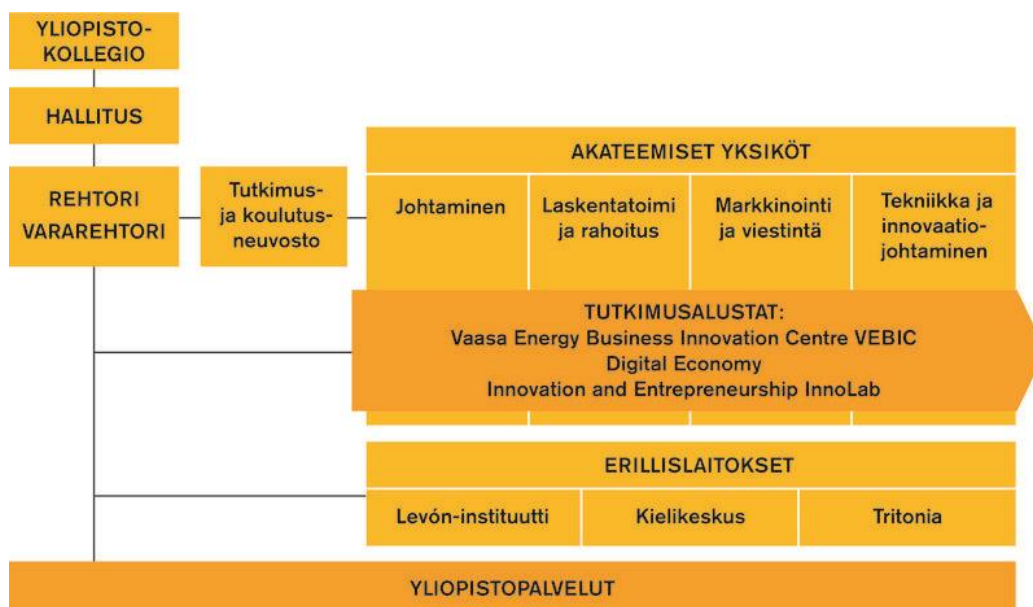 YLIOPISTO-
KOLLEGIO
HALLITUS
REHTORI
VARAREHTORI
Tutkimus-
ja koulutus-
neuvosto
AKATEEMISET YKSIKÖT
Johtaminen
Laskentatoimi
ja rahoitus
Markkinointi
ja viestintä
Tekniikka ja
innovaatio-
johtaminen
TUTKIMUSALUSTAT:
Vaasa Energy Business Innovation Centre VEBIC
Digital Economy
Innovation and Entrepreneurship InnoLab
ERILLISLAITOKSET
Levón-instituutti
Kielikeskus
Tritonia
YLIOPISTOPALVELUT